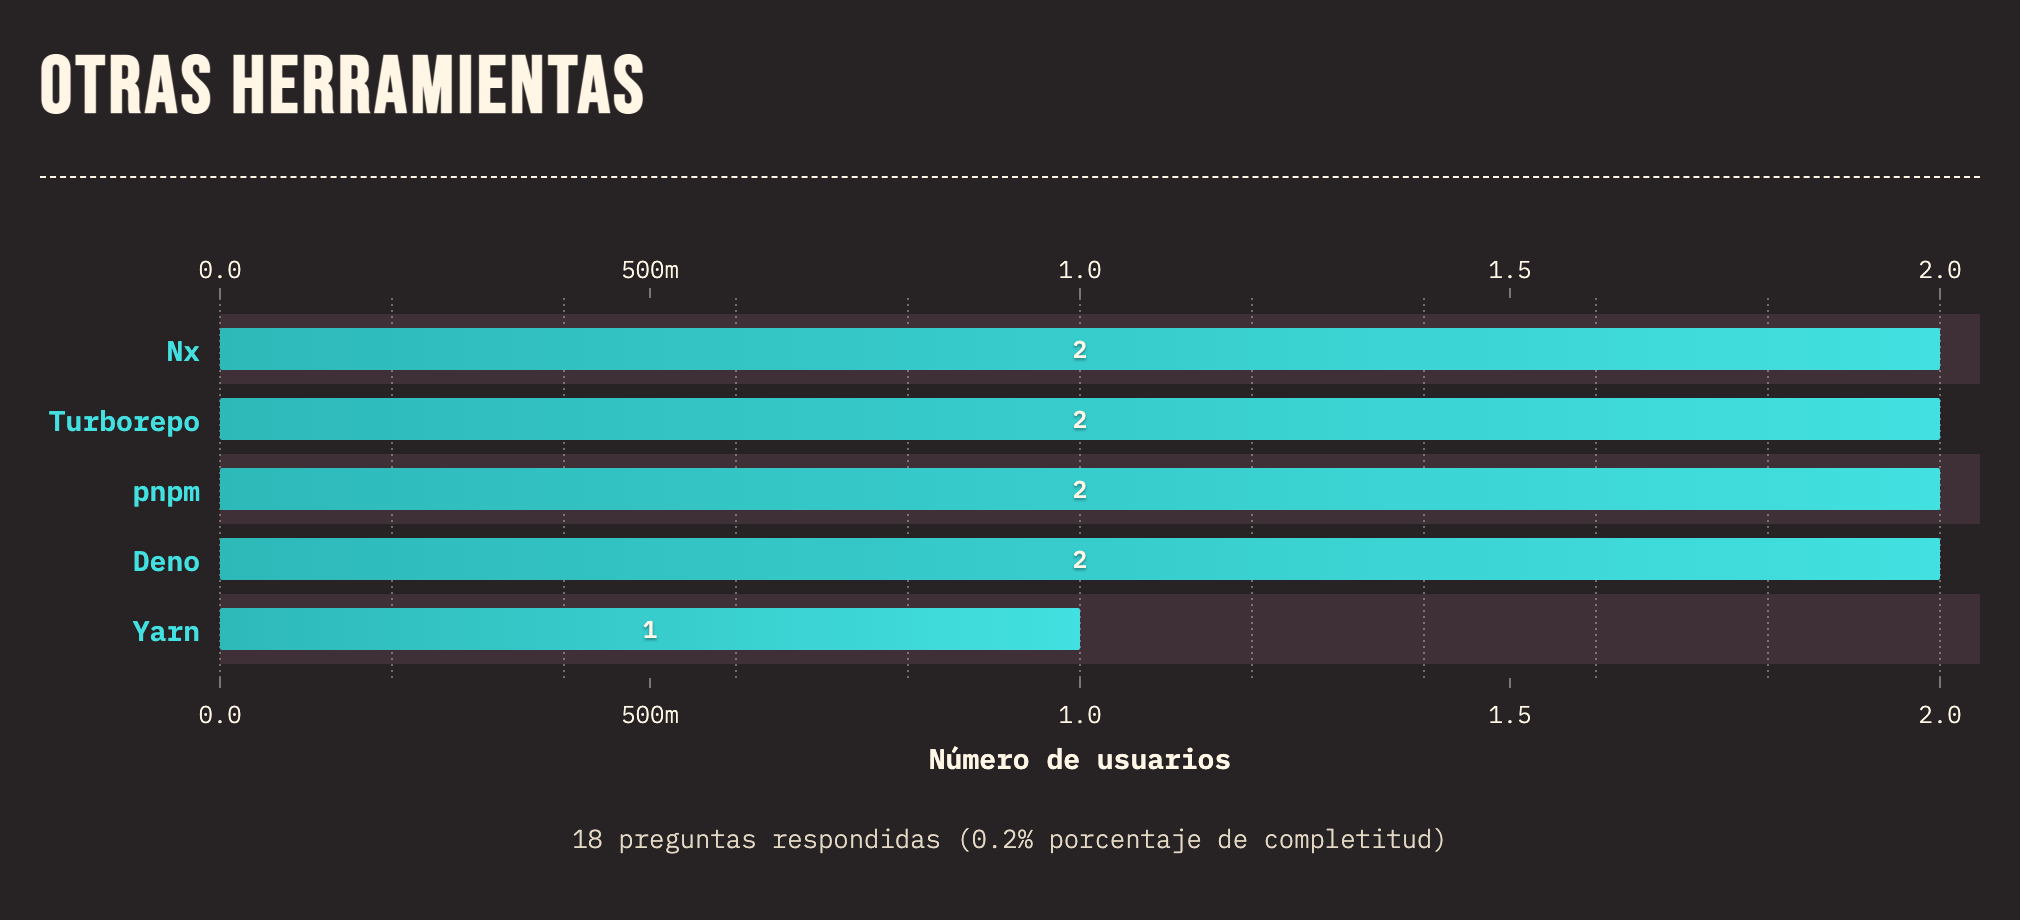 OTRAS HERRAMIENTAS
0.0 500m 1.0 1.5 2.0
Nx 2
Turborepo 2
pnpm 2
Deno 2
Yarn 1
0.0 500m 1.0 1.5 2.0
Número de usuarios
18 preguntas respondidas (0.2% porcentaje de completitud)